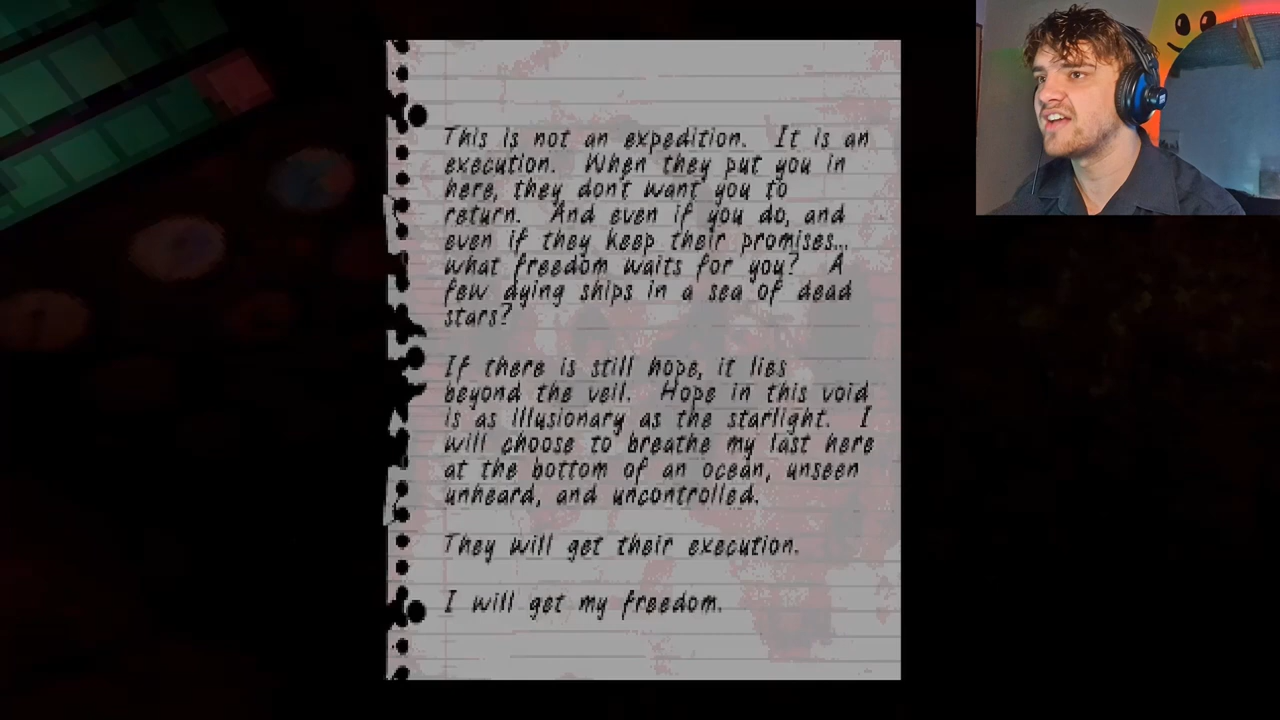 This is not an expedition. It is an
execution. When they put you in
here, they don't want you to
return. And even if you do, and
even if they keep their promises...
what freedom waits for you? A
few dying ships in a sea of dead
stars?
If there is still hope, it lies
beyond the veil. Hope in this void
is as illusionary as the starlight. I
will choose to breathe my last here
at the bottom of an ocean, unseen
unheard, and uncontrolled.
They will get their execution.
I will get my freedom.